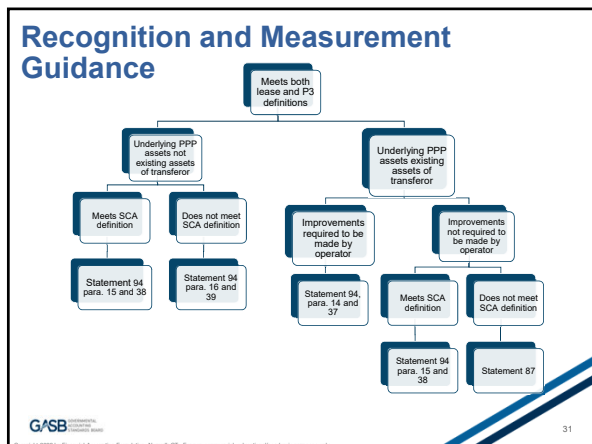 Recognition and Measurement
Guidance
Meets both
lease and P3
definitions
Underlying PPP
assets not
existing assets
of transferor
Underlying PPP
assets existing
assets of
transferor
Meets SCA
definition
Does not meet
SCA definition
Improvements
required to be
made by
operator
Improvements
not required to
be made by
operator
Statement 94
para. 15 and 38
Statement 94
para. 16 and
39
Statement 94,
para. 14 and
37
Meets SCA
definition
Does not meet
SCA definition
Statement 94
para. 15 and
38
Statement 87
GASB
GOVERNMENTAL
ACCOUNTING
STANDARDS BOARD
31